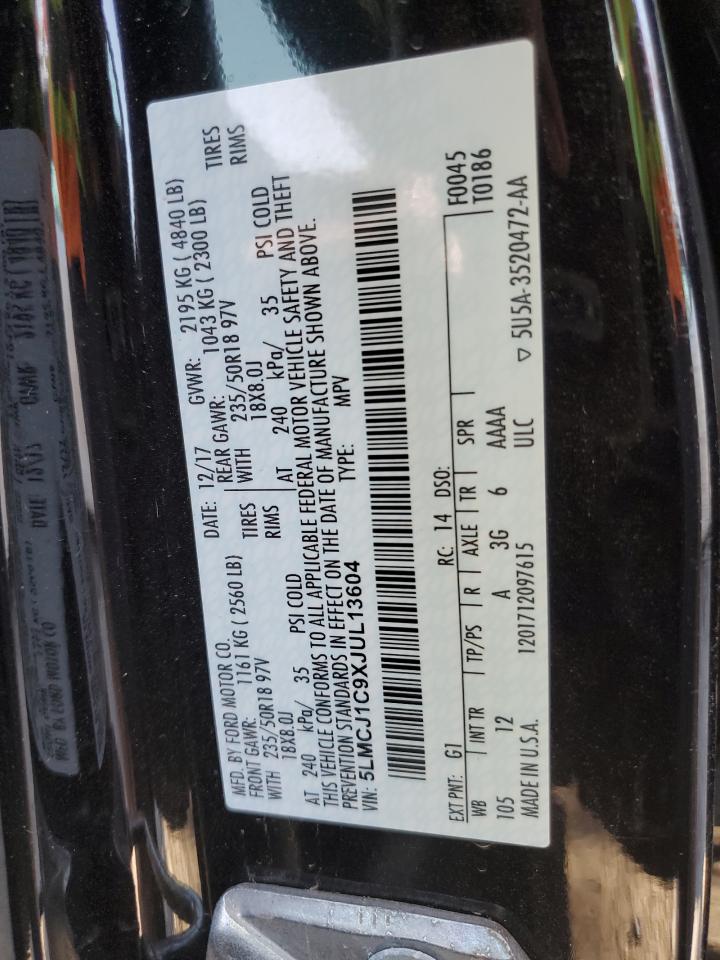 MFD. BY FORD MOTOR CO. DATE: 12/17 GVWR: 2195 KG ( 4840 LB)
FRONT GAWR: 1161 KG ( 2560 LB) REAR GAWR: 1043 KG ( 2300 LB)
WITH 235/50R18 97V TIRES WITH 235/50R18 97V TIRES
18X8.0J RIMS 18X8.0J RIMS
AT 240 kPa/ 35 PSI COLD AT 240 kPa/ 35 PSI COLD
THIS VEHICLE CONFORMS TO ALL APPLICABLE FEDERAL MOTOR VEHICLE SAFETY AND THEFT
PREVENTION STANDARDS IN EFFECT ON THE DATE OF MANUFACTURE SHOWN ABOVE.
VIN: 5LMCJ1C9XJUL13604 TYPE: MPV
EXT PNT: G1 RC: 14 DSO: F0045
WB INT TR TP/PS R AXLE TR SPR T0186
105 12 A 3G 6 AAAA
MADE IN U.S.A. 1201712097615 ULC ▽ 5U5A-3520472-AA